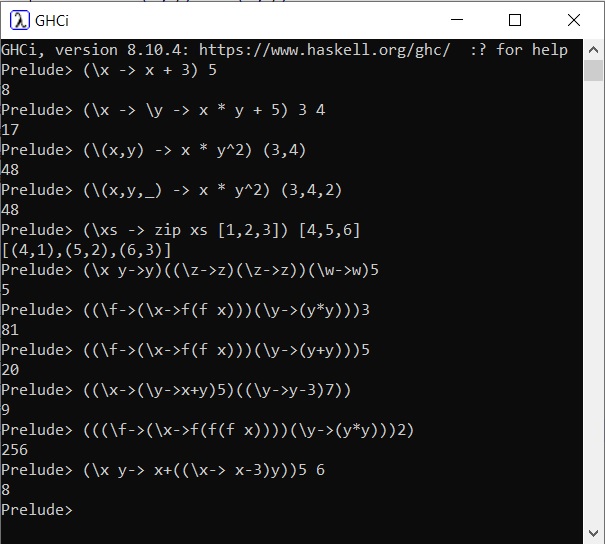 GHCi
GHCi, version 8.10.4: https://www.haskell.org/ghc/  :? for help
Prelude> (\x -> x + 3) 5
8
Prelude> (\x -> \y -> x * y + 5) 3 4
17
Prelude> (\(x,y) -> x * y^2) (3,4)
48
Prelude> (\(x,y,_) -> x * y^2) (3,4,2)
48
Prelude> (\xs -> zip xs [1,2,3]) [4,5,6]
[(4,1),(5,2),(6,3)]
Prelude> (\x y->y)((\z->z)(\z->z))(\w->w)5
5
Prelude> ((\f->(\x->f(f x)))(\y->(y*y)))3
81
Prelude> ((\f->(\x->f(f x)))(\y->(y+y)))5
20
Prelude> ((\x->(\y->x+y)5)((\y->y-3)7))
9
Prelude> (((\f->(\x->f(f(f x))))(\y->(y*y)))2)
256
Prelude> (\x y-> x+((\x-> x-3)y))5 6
8
Prelude>